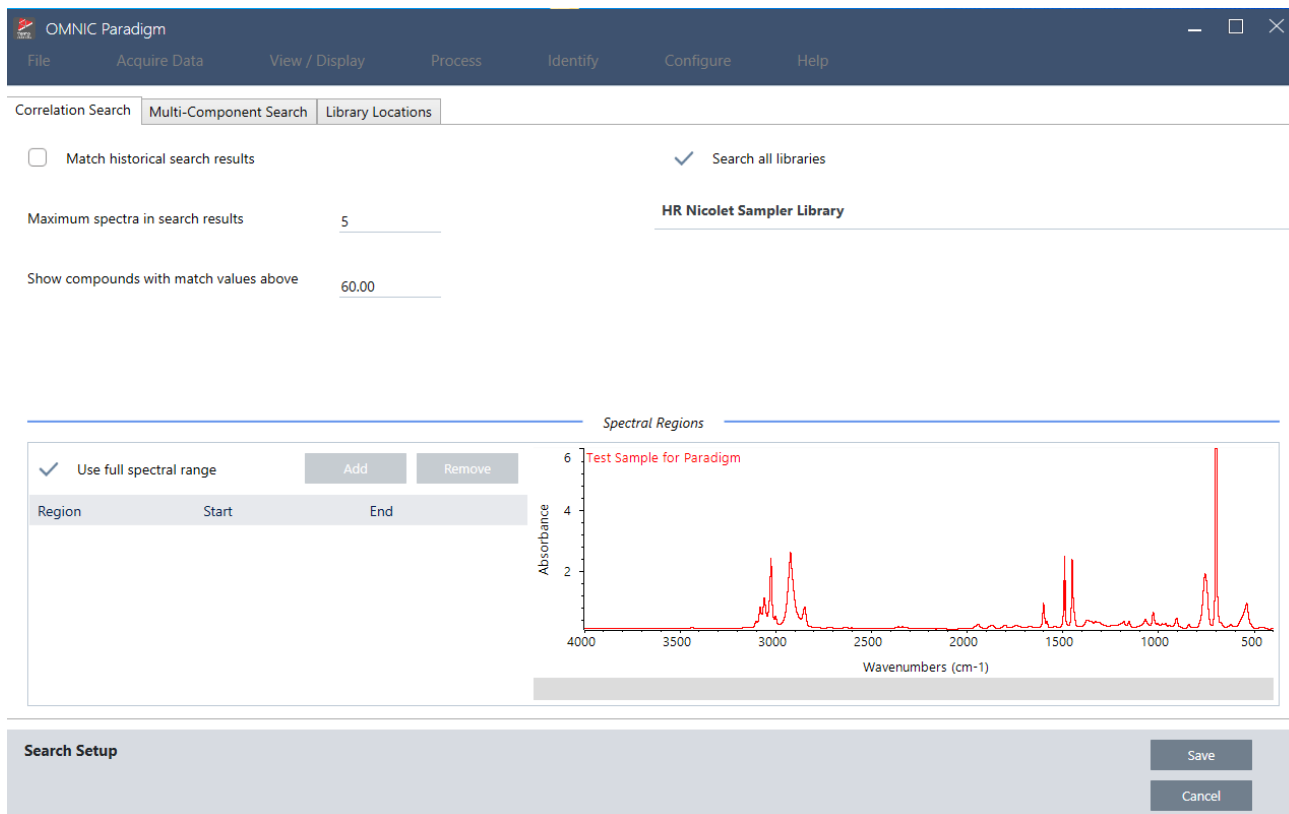 OMNIC Paradigm
File Acquire Data View / Display Process Identify Configure Help
Correlation Search Multi-Component Search Library Locations
Match historical search results
Search all libraries
Maximum spectra in search results 5
HR Nicolet Sampler Library
Show compounds with match values above 60.00
Spectral Regions
Use full spectral range Add Remove
Region Start End
6 Test Sample for Paradigm
4
2
Absorbance
4000 3500 3000 2500 2000 1500 1000 500
Wavenumbers (cm-1)
Search Setup
Save
Cancel